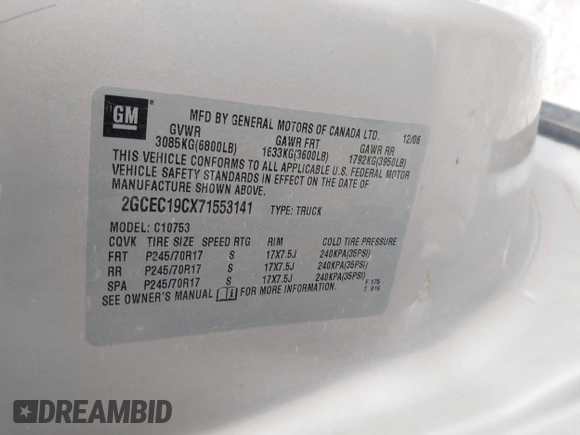 GM
MFD BY GENERAL MOTORS OF CANADA LTD. 12/06
GVWR GAWR FRT GAWR RR
3085KG(6800LB) 1633KG(3600LB) 1792KG(3950LB)
THIS VEHICLE CONFORMS TO ALL APPLICABLE U.S. FEDERAL MOTOR
VEHICLE SAFETY STANDARDS IN EFFECT ON THE DATE OF
MANUFACTURE SHOWN ABOVE.
2GCEC19CX71553141 TYPE: TRUCK
MODEL: C10753
CQVK TIRE SIZE SPEED RTG RIM COLD TIRE PRESSURE
FRT P245/70R17 S 17X7.5J 240KPA(35PSI)
RR P245/70R17 S 17X7.5J 240KPA(35PSI)
SPA P245/70R17 S 17X7.5J 240KPA(35PSI)
SEE OWNER'S MANUAL FOR MORE INFORMATION. F 175
T 816
DREAMBID